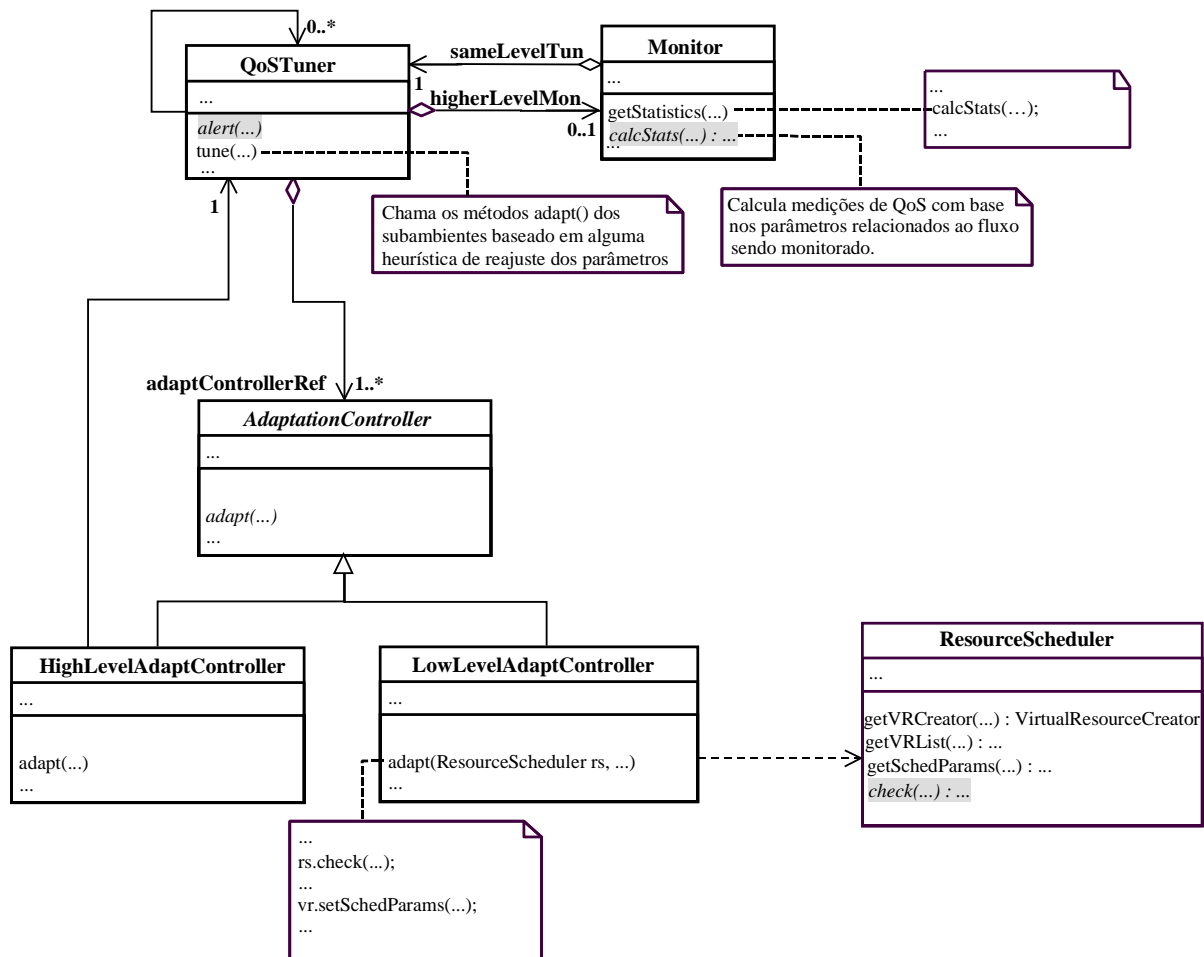 0..*
QoSTuner
...
alert(...)
tune(...)
...
sameLevelTun
1
higherLevelMon
0..1
Monitor
...
getStatistics(...)
calcStats(...) : ...
...
...
calcStats(…);
...
1
Chama os métodos adapt() dos
subambientes baseado em alguma
heurística de reajuste dos parâmetros
Calcula medições de QoS com base
nos parâmetros relacionados ao fluxo
sendo monitorado.
adaptControllerRef
1..*
AdaptationController
...
adapt(...)
...
HighLevelAdaptController
...
adapt(...)
...
LowLevelAdaptController
...
adapt(ResourceScheduler rs, ...)
...
ResourceScheduler
...
getVRCreator(...) : VirtualResourceCreator
getVRList(...) : ...
getSchedParams(...) : ...
check(...) : ...
...
rs.check(...);
...
vr.setSchedParams(...);
...